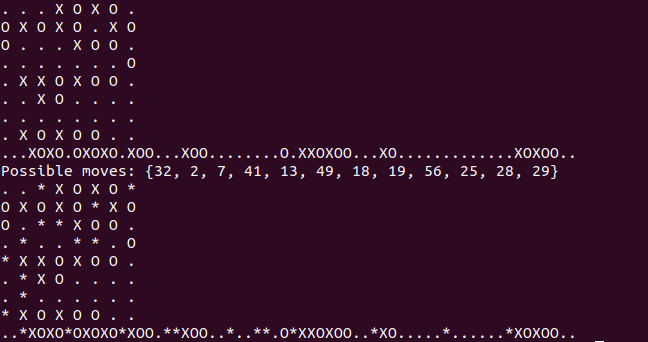 . . . X O X O .
O X O X O . X O
O . . . X O O .
. . . . . . . O
. X X O X O O .
. . X O . . . .
. . . . . . . .
. X O X O O . .
...XOXO.OXOXO.XOO...XOO........O.XXOXOO...XO.............XOXOO..
Possible moves: {32, 2, 7, 41, 13, 49, 18, 19, 56, 25, 28, 29}
. . * X O X O *
O X O X O * X O
O . * * X O O .
. * . . * * . O
* X X O X O O .
. * X O . . . .
. * . . . . . .
* X O X O O . .
..*XOXO*OXOXO*XOO.**XOO..*..**.O*XXOXOO..*XO.....*......*XOXOO..